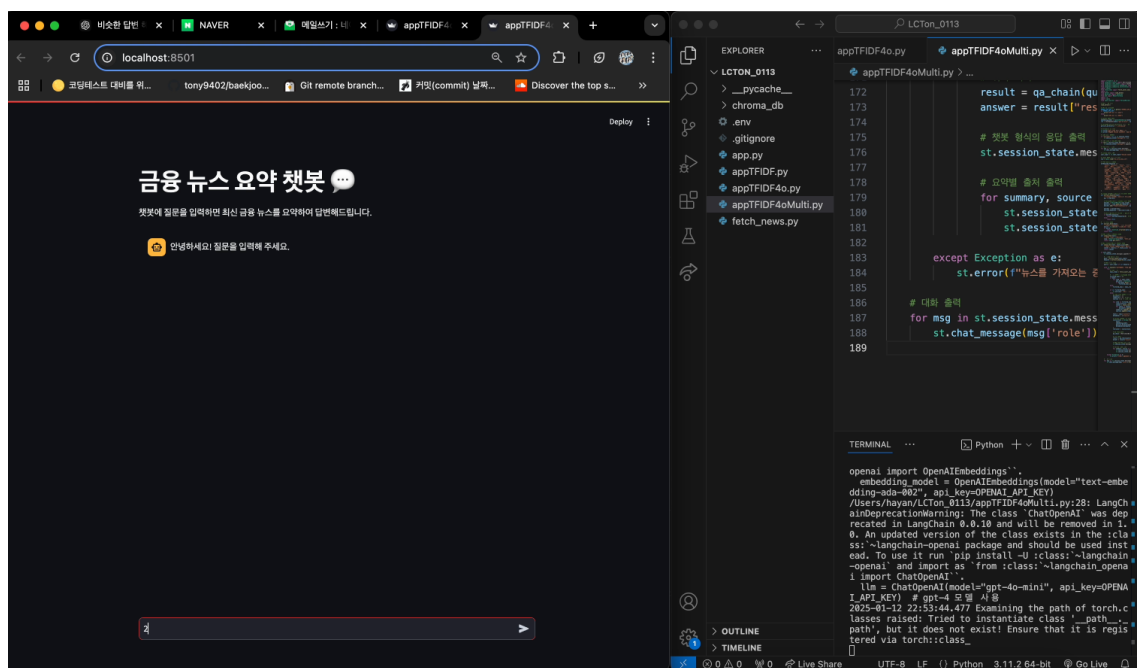 비슷한 답변
NAVER
메일쓰기 : 네
appTFIDF4
appTFIDF4
localhost:8501
코딩테스트 대비를 위...
tony9402/baekjoo...
Git remote branch...
커밋(commit) 날짜...
Discover the top s...
»
Deploy
금융 뉴스 요약 챗봇
챗봇에 질문을 입력하면 최신 금융 뉴스를 요약하여 답변해드립니다.
안녕하세요! 질문을 입력해 주세요.
LCTon_0113
EXPLORER
LCTON_0113
__pycache__
chroma_db
.env
.gitignore
app.py
appTFIDF.py
appTFIDF4o.py
appTFIDF4oMulti.py
fetch_news.py
OUTLINE
TIMELINE
appTFIDF4o.py
appTFIDF4oMulti.py
appTFIDF4oMulti.py > ...
172 result = qa_chain(qu
173 answer = result["res
174
175 # 챗봇 형식의 응답 출력
176 st.session_state.mes
177
178 # 요약별 출처 출력
179 for summary, source
180 st.session_state
181 st.session_state
182
183 except Exception as e:
184 st.error(f"뉴스를 가져오는 중
185
186 # 대화 출력
187 for msg in st.session_state.mess
188 st.chat_message(msg['role'])
189
TERMINAL
Python
openai import OpenAIEmbeddings``.
embedding_model = OpenAIEmbeddings(model="text-embe
dding-ada-002", api_key=OPENAI_API_KEY)
/Users/hayan/LCTon_0113/appTFIDF4oMulti.py:28: LangCh
ainDeprecationWarning: The class `ChatOpenAI` was dep
recated in LangChain 0.0.10 and will be removed in 1.
0. An updated version of the class exists in the :cla
ss:`~langchain-openai package and should be used inst
ead. To use it run `pip install -U :class:`~langchain
-openai` and import as `from :class:`~langchain_opena
i import ChatOpenAI``.
llm = ChatOpenAI(model="gpt-4o-mini", api_key=OPENA
I_API_KEY) # gpt-4 모델 사용
2025-01-12 22:53:44.477 Examining the path of torch.c
lasses raised: Tried to instantiate class '__path__._
path', but it does not exist! Ensure that it is regis
tered via torch::class_
0 0 0 Live Share UTF-8 LF {} Python 3.11.2 64-bit Go Live